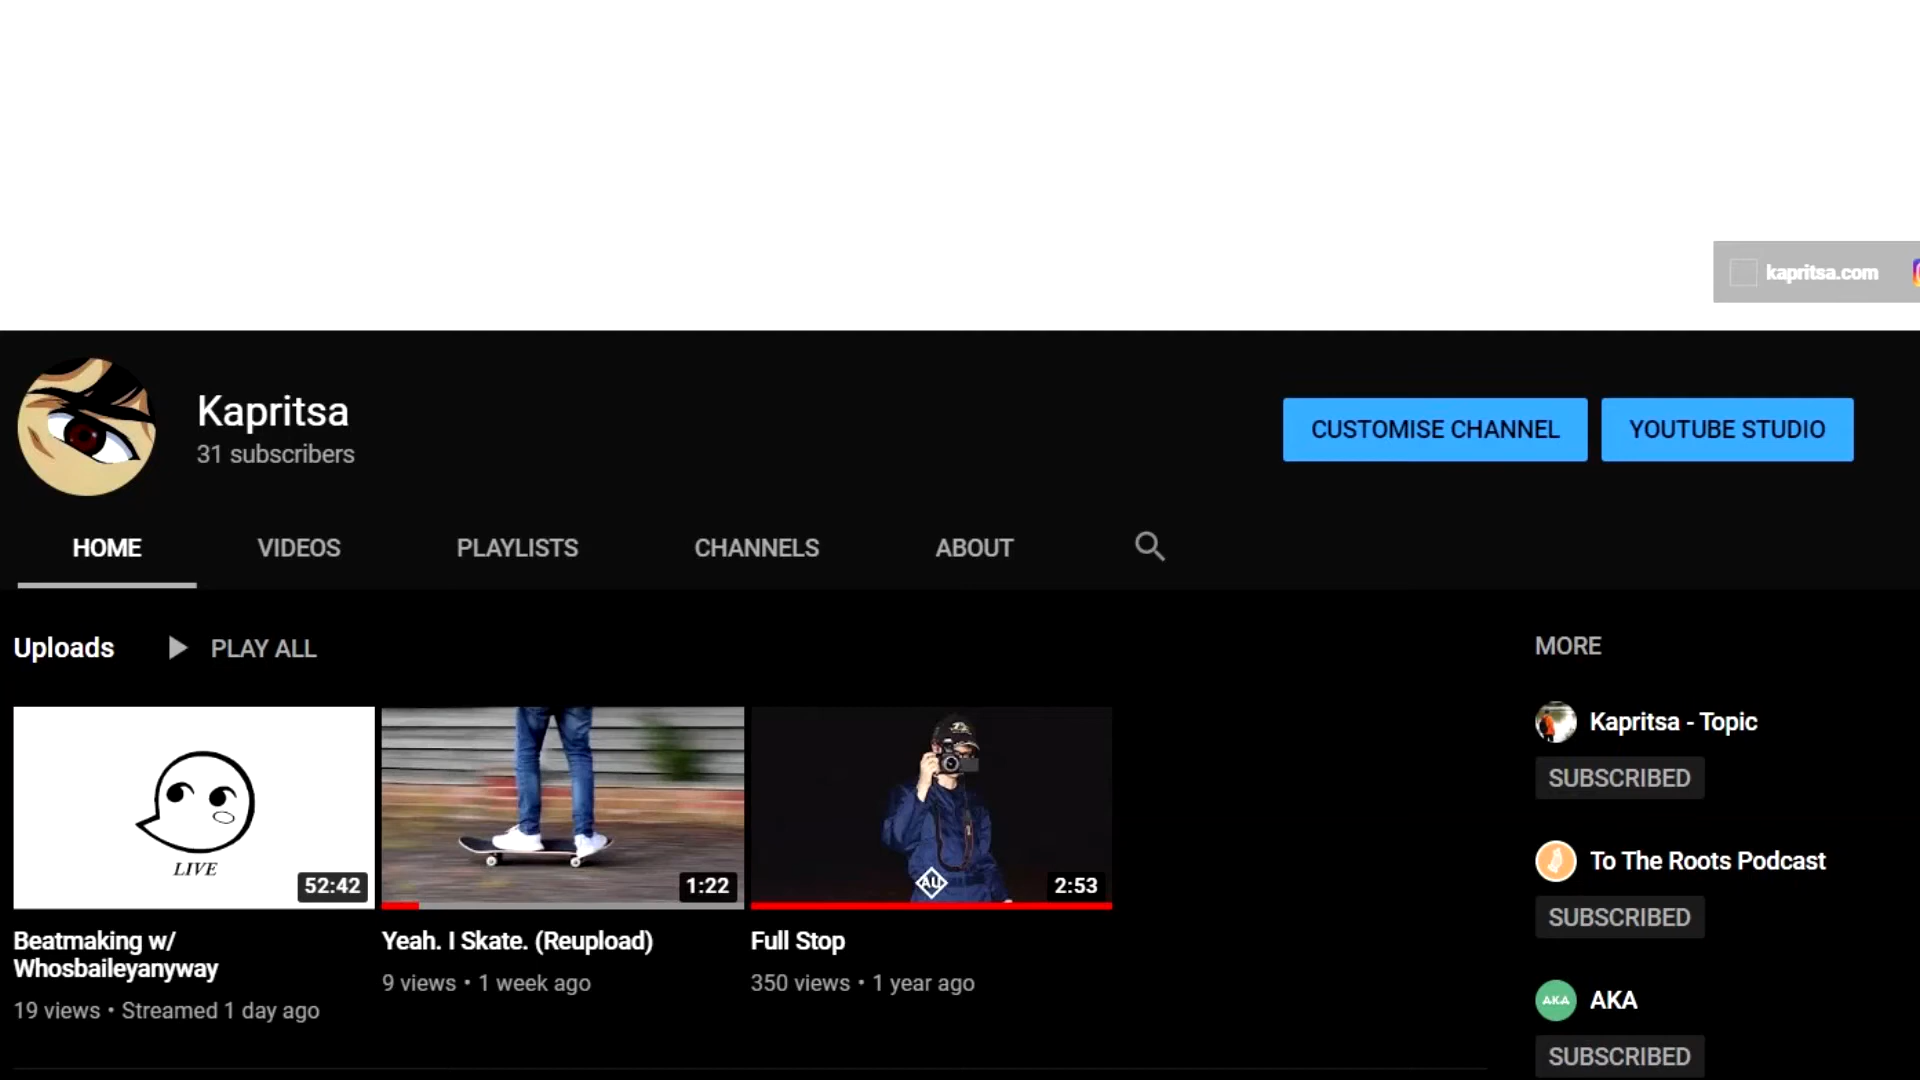 kapritsa.com
Kapritsa
31 subscribers
CUSTOMISE CHANNEL
YOUTUBE STUDIO
HOME
VIDEOS
PLAYLISTS
CHANNELS
ABOUT
Uploads
PLAY ALL
MORE
LIVE
52:42
1:22
AU
2:53
Beatmaking w/
Whosbaileyanyway
19 views • Streamed 1 day ago
Yeah. I Skate. (Reupload)
9 views • 1 week ago
Full Stop
350 views • 1 year ago
Kapritsa - Topic
SUBSCRIBED
To The Roots Podcast
SUBSCRIBED
AKA
AKA
SUBSCRIBED